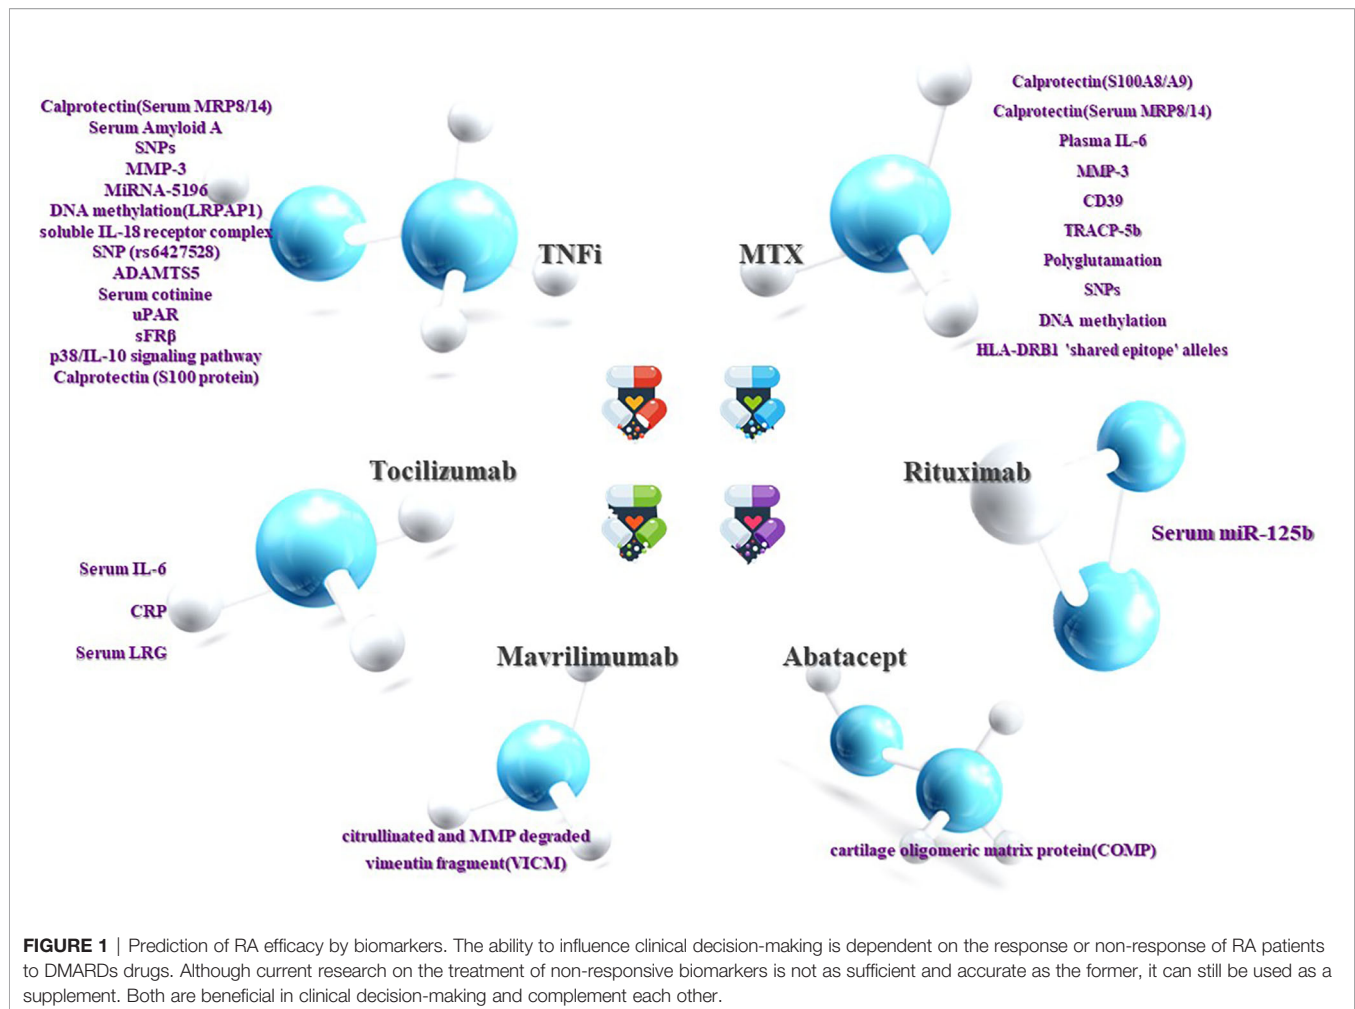 Calprotectin(Serum MRP8/14)
Serum Amyloid A
SNPs
MMP-3
MiRNA-5196
DNA methylation(LRPAP1)
soluble IL-18 receptor complex
SNP (rs6427528)
ADAMTS5
Serum cotinine
uPAR
sFRβ
p38/IL-10 signaling pathway
Calprotectin (S100 protein)
TNFi
MTX
Calprotectin(S100A8/A9)
Calprotectin(Serum MRP8/14)
Plasma IL-6
MMP-3
CD39
TRACP-5b
Polyglutamation
SNPs
DNA methylation
HLA-DRB1 'shared epitope' alleles
Tocilizumab
Serum IL-6
CRP
Serum LRG
Rituximab
Serum miR-125b
Mavrilimumab
citrullinated and MMP degraded
vimentin fragment(VICM)
Abatacept
cartilage oligomeric matrix protein(COMP)
FIGURE 1 | Prediction of RA efficacy by biomarkers. The ability to influence clinical decision-making is dependent on the response or non-response of RA patients
to DMARDs drugs. Although current research on the treatment of non-responsive biomarkers is not as sufficient and accurate as the former, it can still be used as a
supplement. Both are beneficial in clinical decision-making and complement each other.